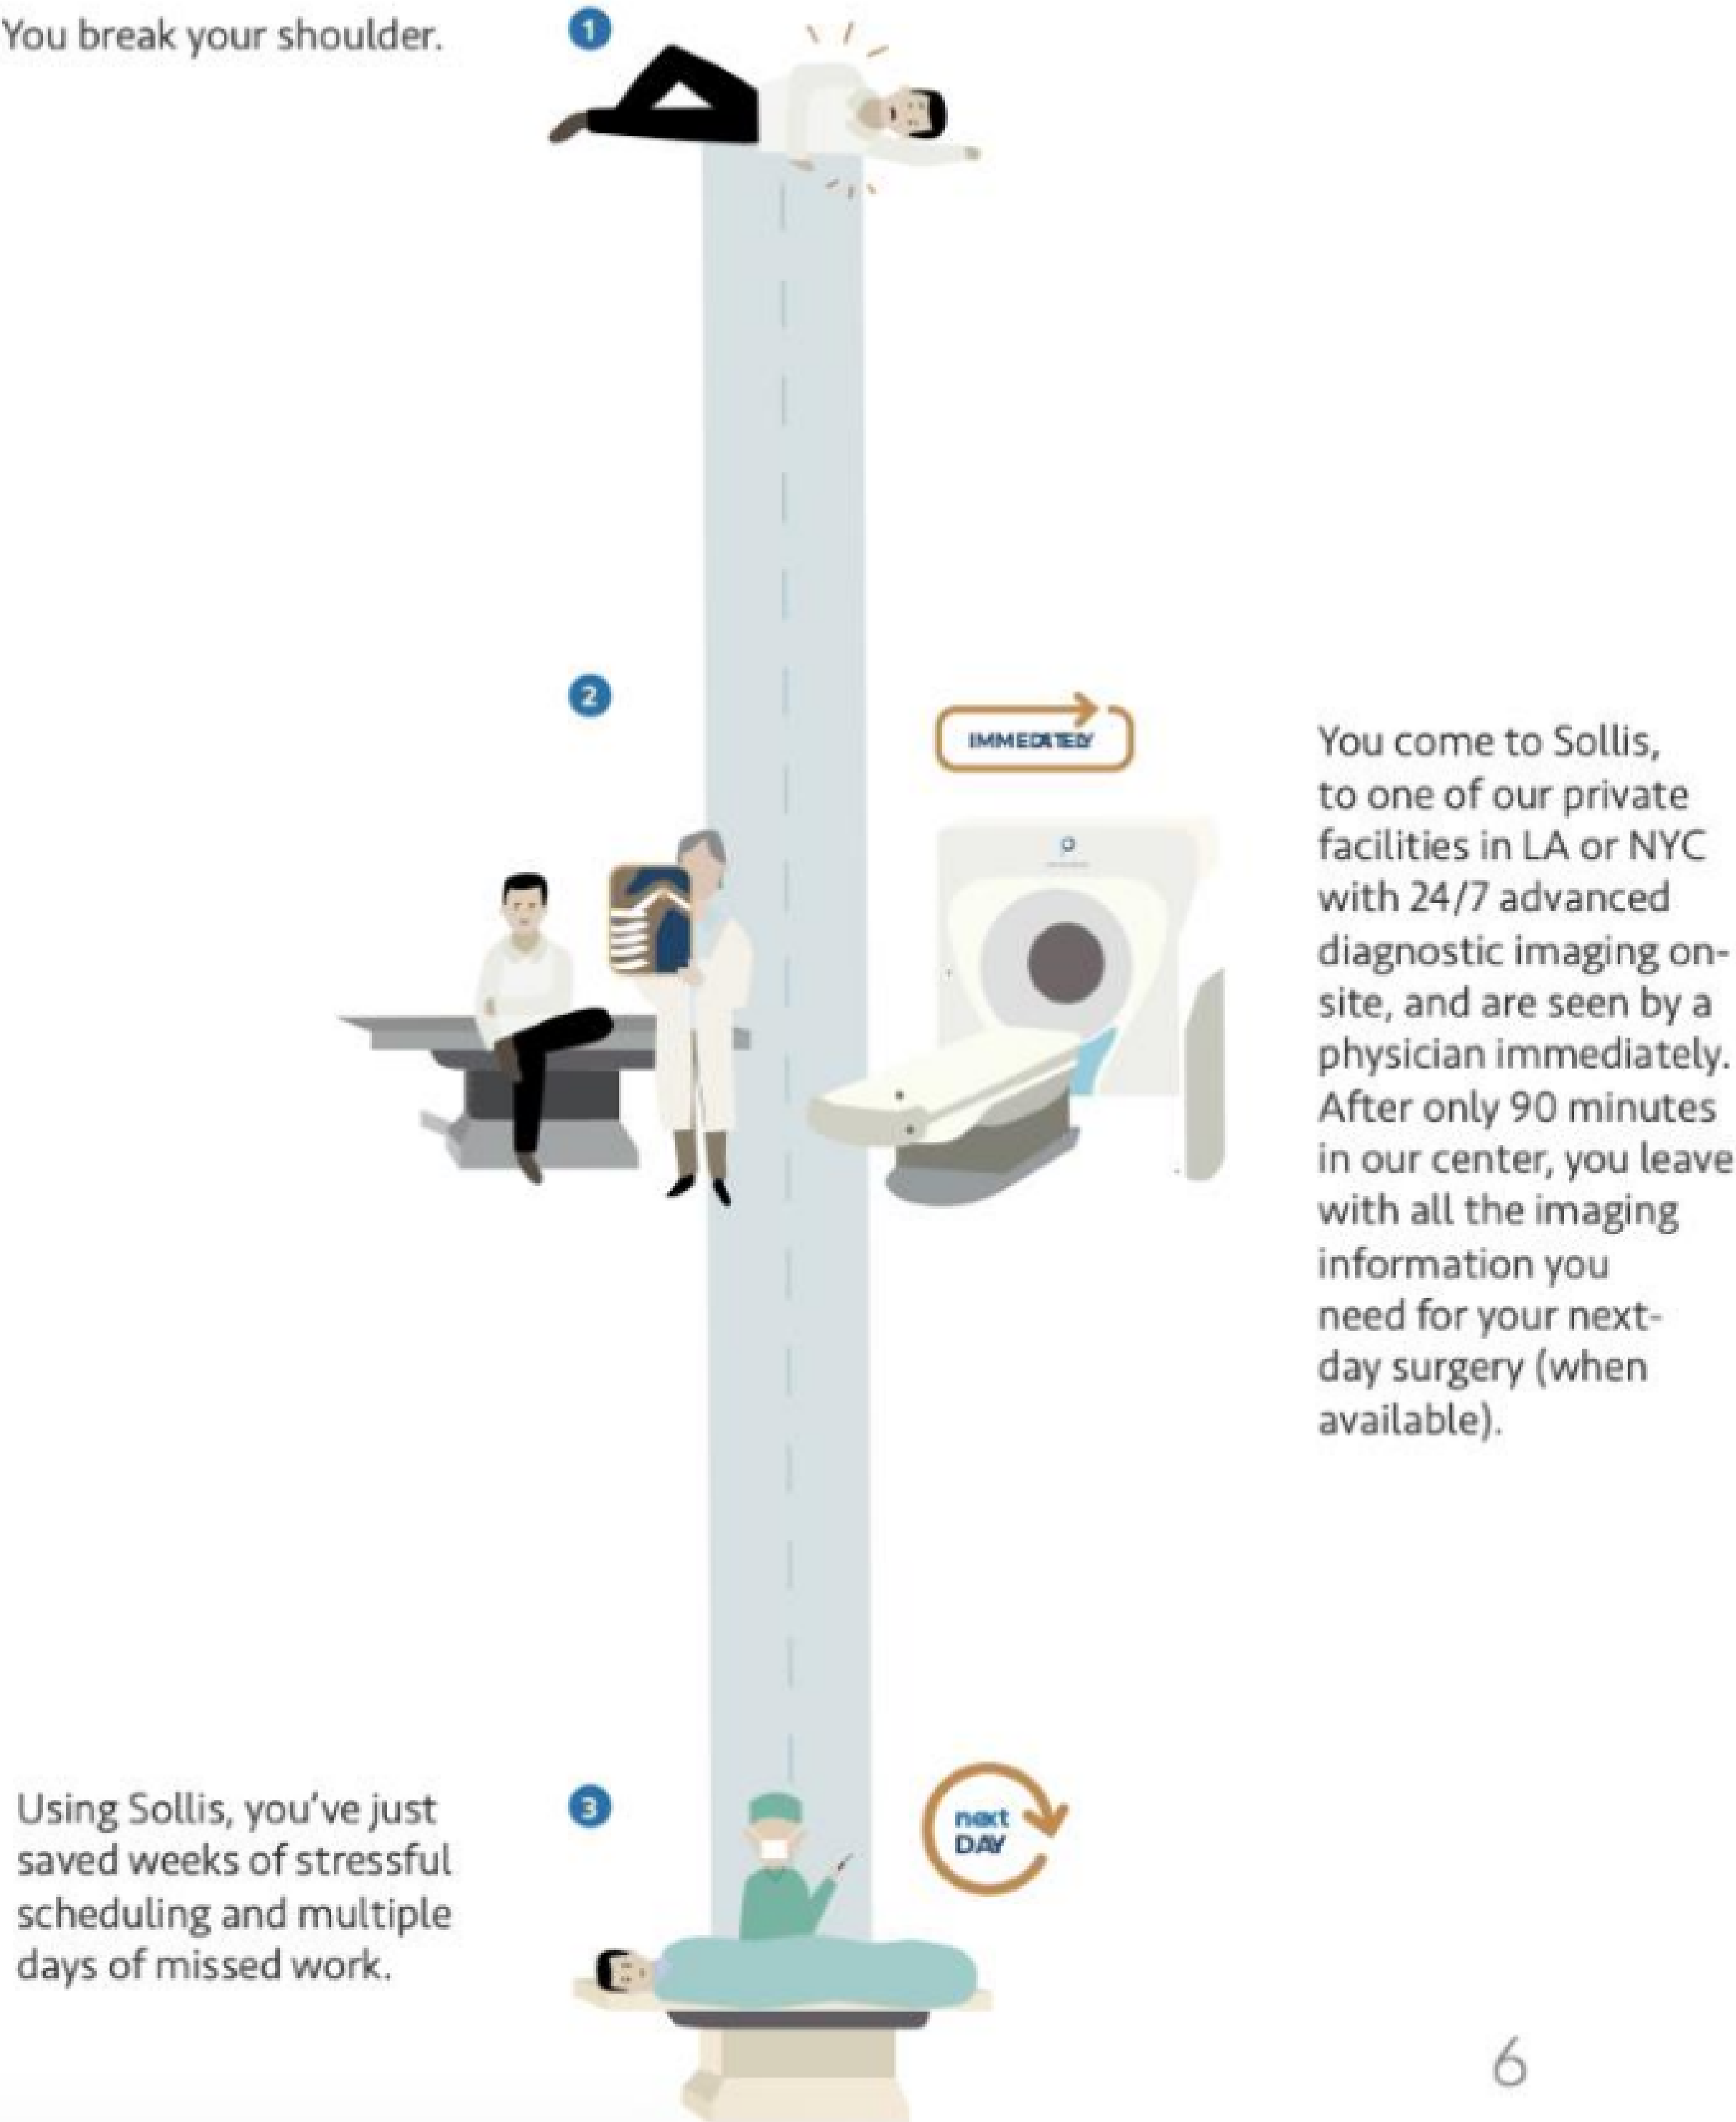 You break your shoulder.
1
2
IMMEDIATELY
You come to Sollis,
to one of our private
facilities in LA or NYC
with 24/7 advanced
diagnostic imaging on-
site, and are seen by a
physician immediately.
After only 90 minutes
in our center, you leave
with all the imaging
information you
need for your next-
day surgery (when
available).
Using Sollis, you've just
saved weeks of stressful
scheduling and multiple
days of missed work.
3
next
DAY
6